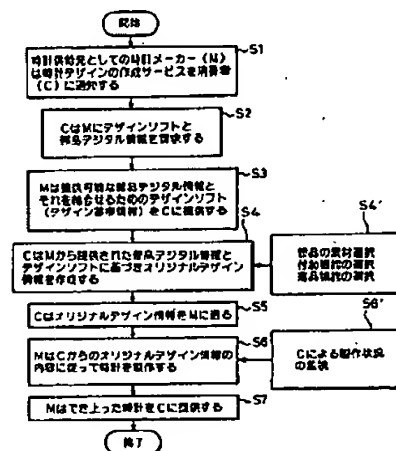 開始
S1
時計供給元としての時計メーカー（M）
は時計デザインの作成サービスを消費者
（C）に通知する
S2
CはMにデザインソフトと
部品デジタル情報を要求する
S3
Mは提供可能な部品デジタル情報と
それを組合せるためのデザインソフト
（デザイン基本情報）をCに提供する
S4
S4'
CはMから提供された部品デジタル情報と
デザインソフトに基づきオリジナルデザイン
情報を作成する
部品の素材選択
付加機能の選択
の選択
S5
CはオリジナルデザインI情報をMに送る
S6
S6'
MはCからのオリジナルデザイン情報の
内容に従って時計を製作する
Cによる製作状況
の監視
S7
Mはでき上った時計をCに提供する
終了